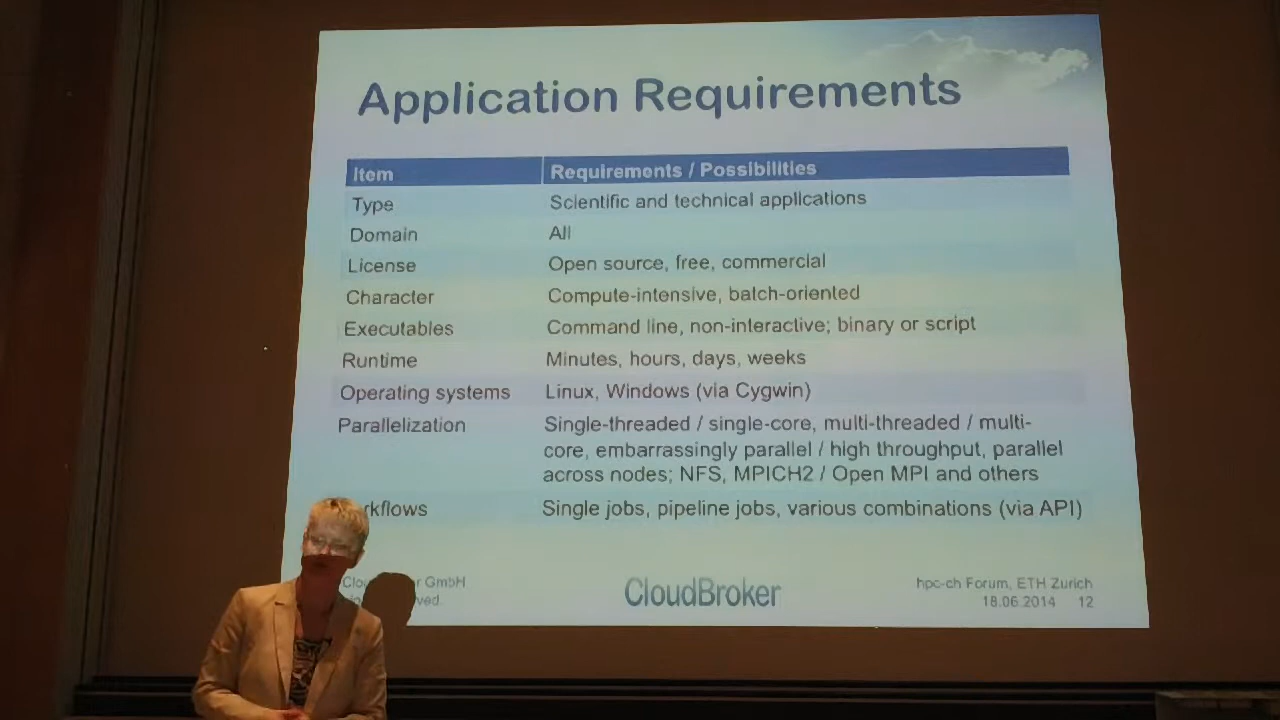 Application Requirements
Item Requirements / Possibilities
Type Scientific and technical applications
Domain All
License Open source, free, commercial
Character Compute-intensive, batch-oriented
Executables Command line, non-interactive; binary or script
Runtime Minutes, hours, days, weeks
Operating systems Linux, Windows (via Cygwin)
Parallelization Single-threaded / single-core, multi-threaded / multi-
core, embarrassingly parallel / high throughput, parallel
across nodes; NFS, MPICH2 / Open MPI and others
rkflows Single jobs, pipeline jobs, various combinations (via API)
GmbH CloudBroker hpc-ch Forum, ETH Zurich
18.06.2014 12